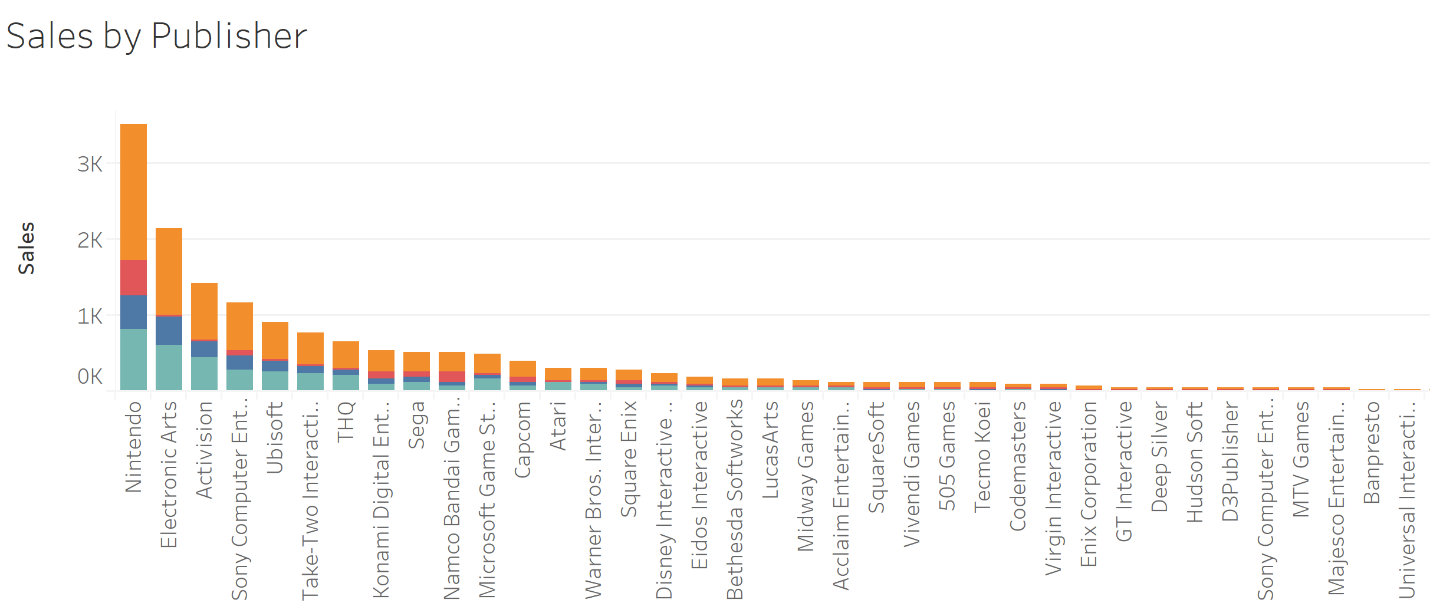 Sales by Publisher
Sales
3K
2K
1K
0K
Nintendo
Electronic Arts
Activision
Sony Computer Ent..
Ubisoft
Take-Two Interacti..
THQ
Konami Digital Ent..
Sega
Namco Bandai Gam..
Microsoft Game St..
Capcom
Atari
Warner Bros. Inter..
Square Enix
Disney Interactive ..
Eidos Interactive
Bethesda Softworks
LucasArts
Midway Games
Acclaim Entertain..
SquareSoft
Vivendi Games
505 Games
Tecmo Koei
Codemasters
Virgin Interactive
Enix Corporation
GT Interactive
Deep Silver
Hudson Soft
D3Publisher
Sony Computer Ent..
MTV Games
Majesco Entertain..
Banpresto
Universal Interacti..